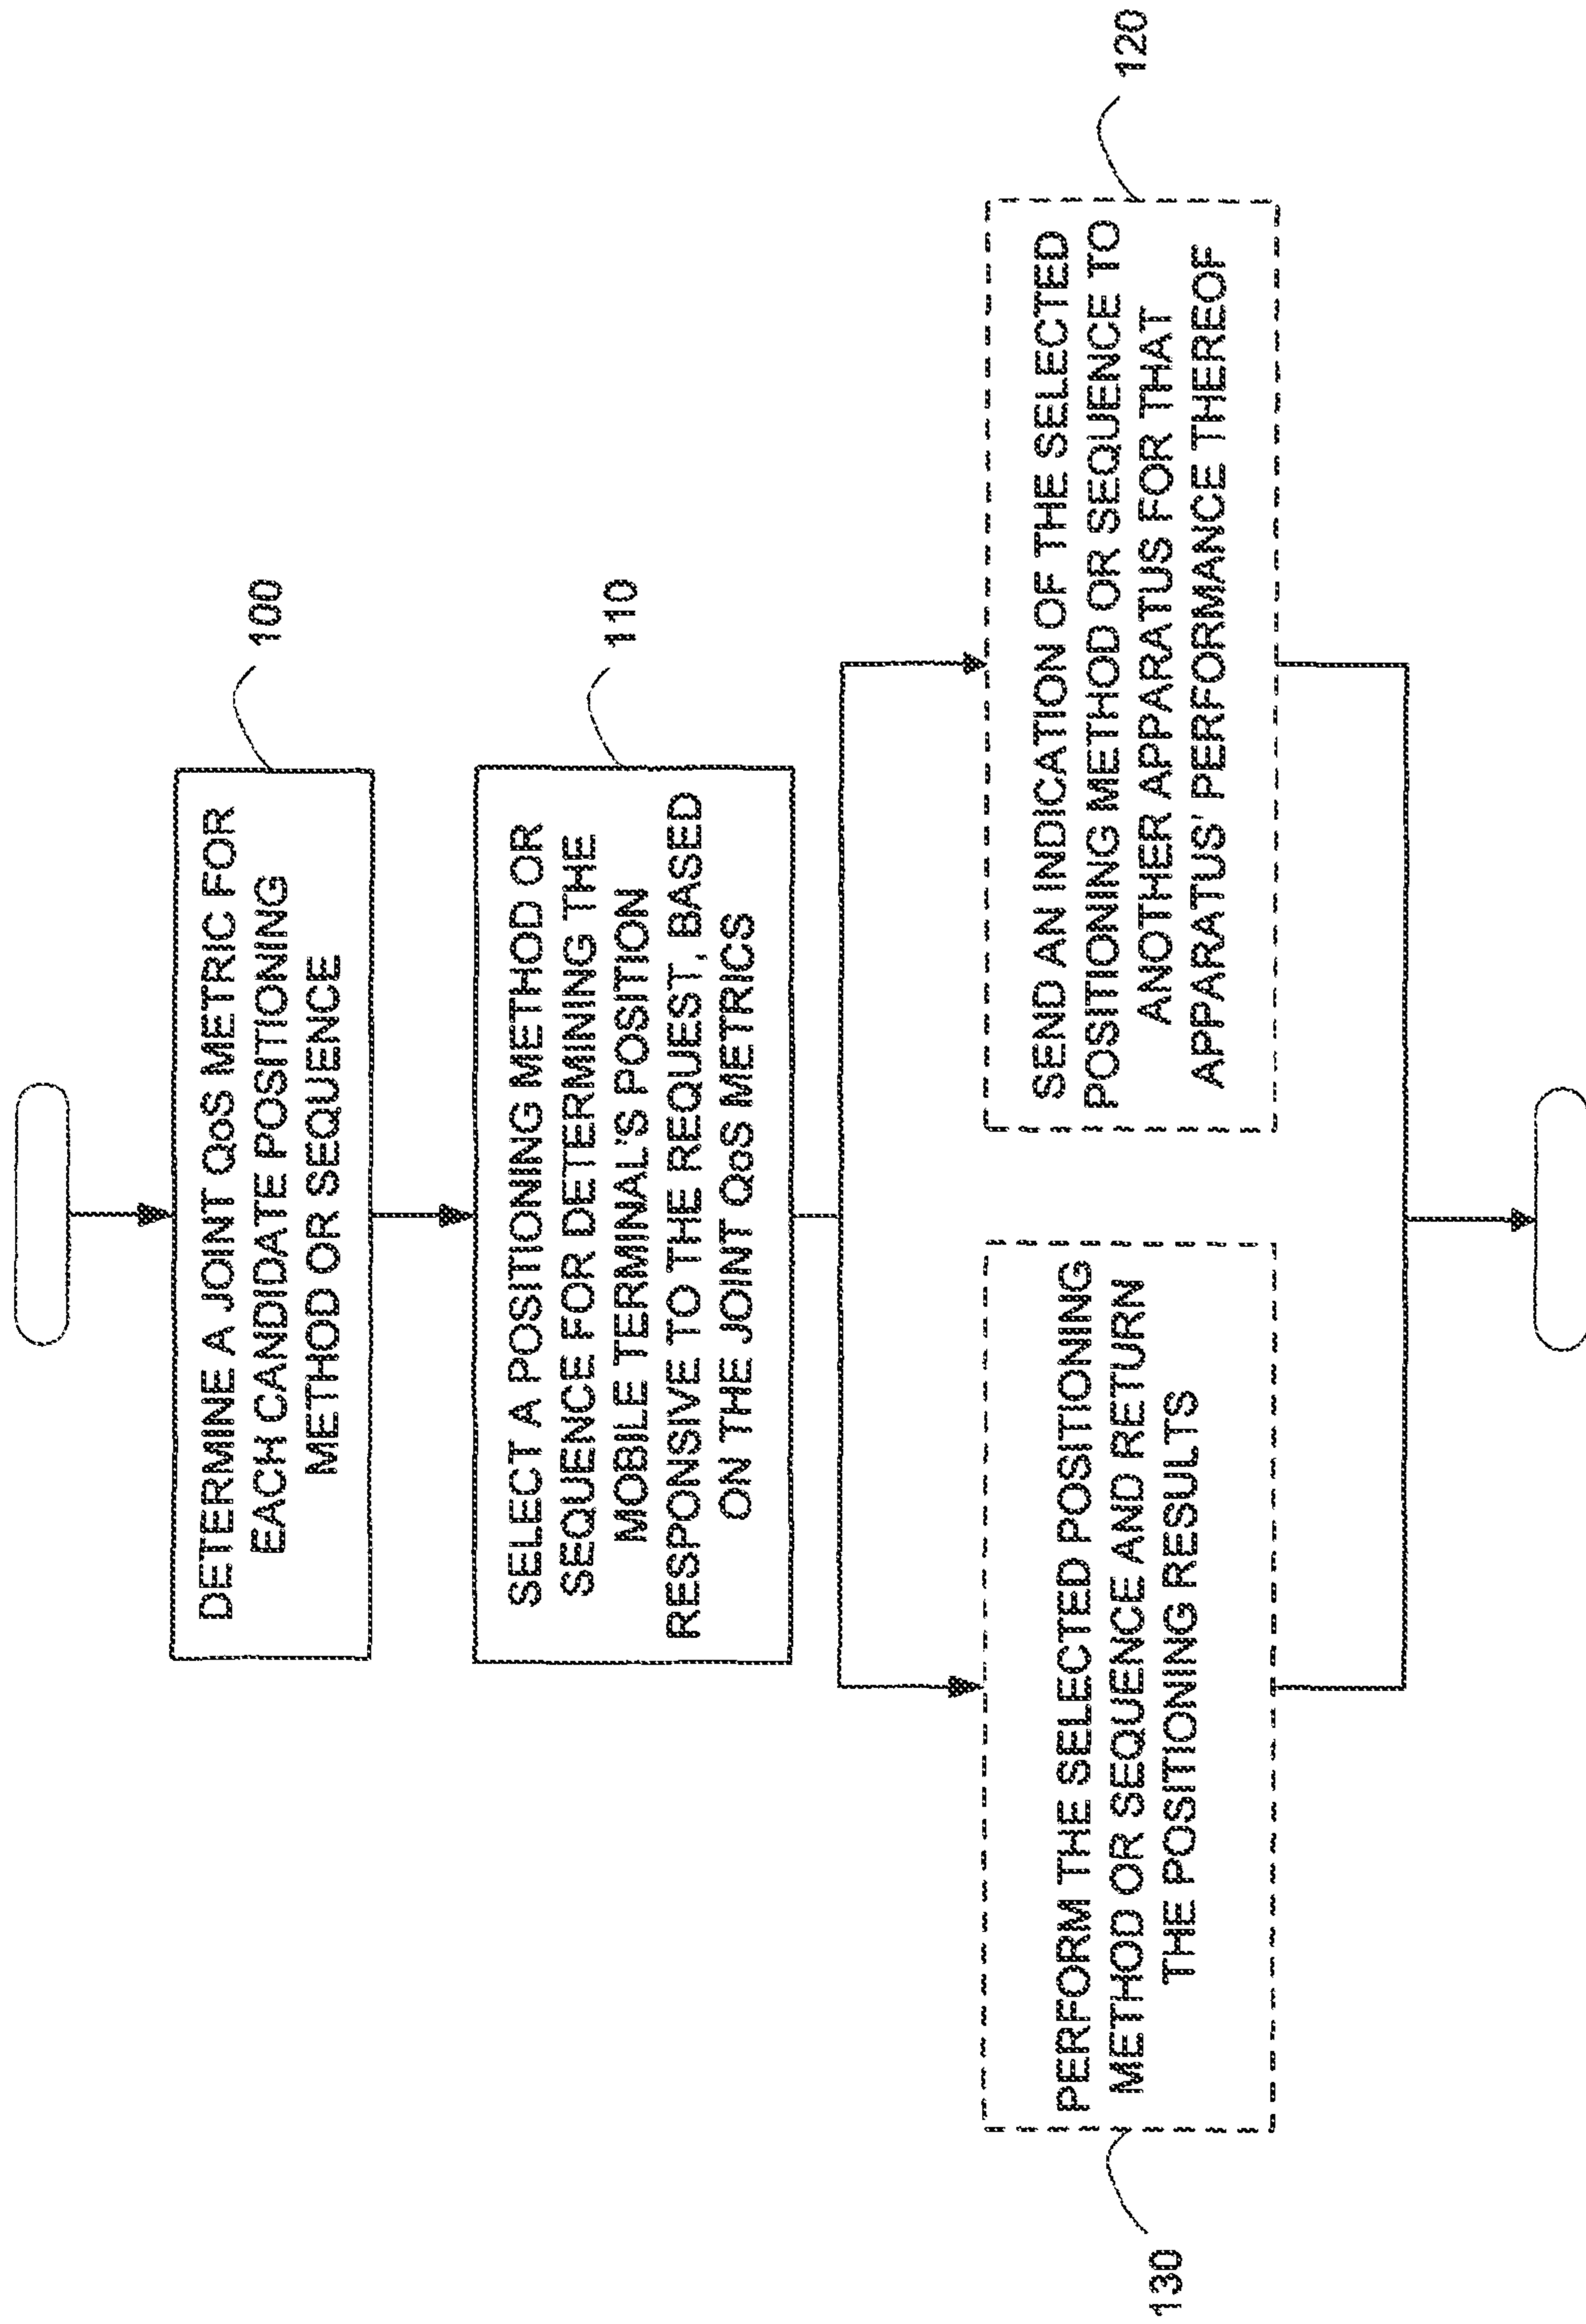 DETERMINE A JOINT QoS METRIC FOR
EACH CANDIDATE POSITIONING
METHOD OR SEQUENCE
100
SELECT A POSITIONING METHOD OR
SEQUENCE FOR DETERMINING THE
MOBILE TERMINAL'S POSITION
RESPONSIVE TO THE REQUEST, BASED
ON THE JOINT QoS METRICS
110
PERFORM THE SELECTED POSITIONING
METHOD OR SEQUENCE AND RETURN
THE POSITIONING RESULTS
130
SEND AN INDICATION OF THE SELECTED
POSITIONING METHOD OR SEQUENCE TO
ANOTHER APPARATUS FOR THAT
APPARATUS' PERFORMANCE THEREOF
120